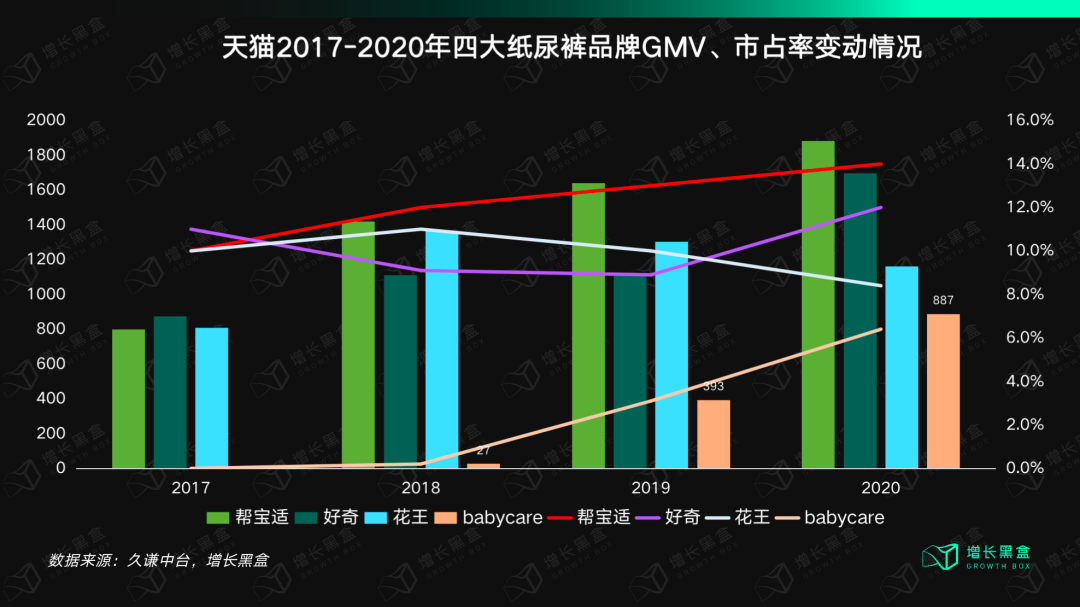 天猫2017-2020年四大纸尿裤品牌GMV、市占率变动情况
2000 16.0%
1800 14.0%
1600 12.0%
1400 10.0%
1200 8.0%
1000 6.0%
800 4.0%
600 2.0%
400 0.0%
200
0
887
393
27
2017 2018 2019 2020
帮宝适 好奇 花王 babycare 帮宝适 好奇 花王 babycare
数据来源：久谦中台，增长黑盒
增长黑盒
GROWTH BOX